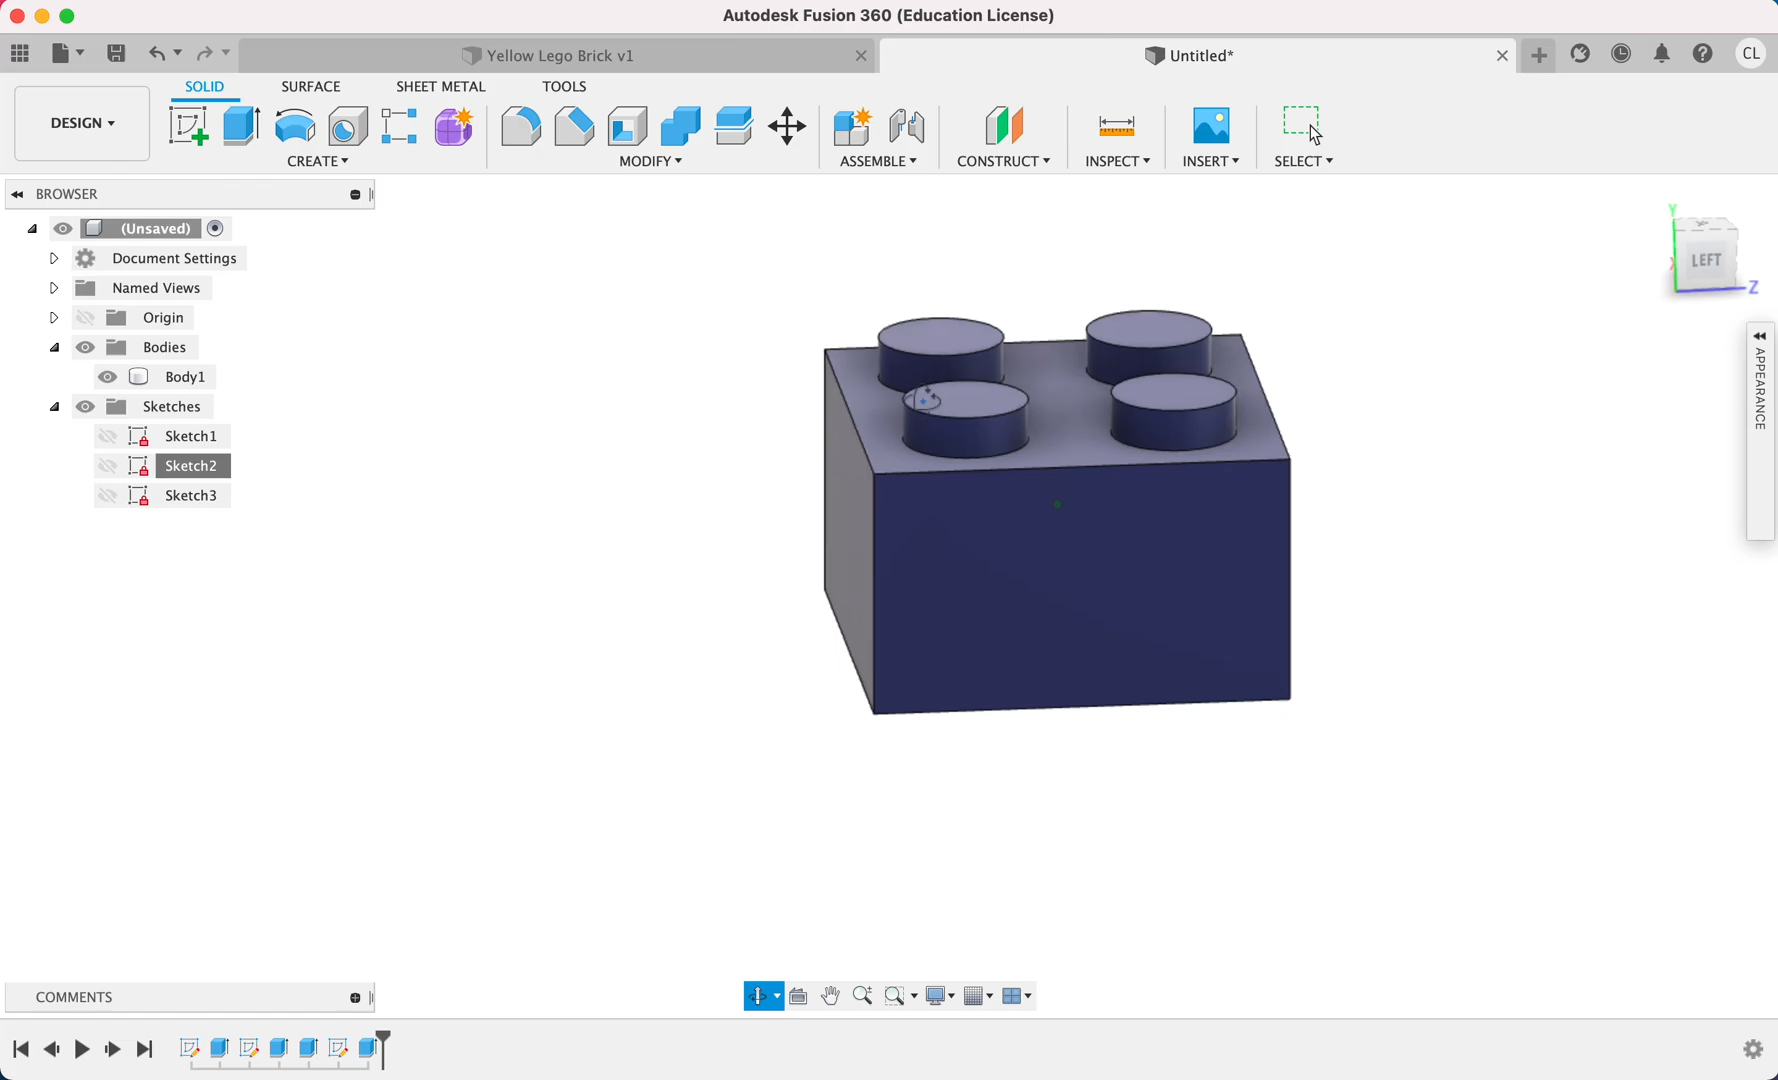 Autodesk Fusion 360 (Education License)
Yellow Lego Brick v1
Untitled*
CL
SOLID SURFACE SHEET METAL TOOLS
DESIGN
CREATE MODIFY ASSEMBLE CONSTRUCT INSPECT INSERT SELECT
BROWSER
(Unsaved)
Document Settings
Named Views
Origin
Bodies
Body1
Sketches
Sketch1
Sketch2
Sketch3
Y
LEFT
Z
APPEARANCE
COMMENTS